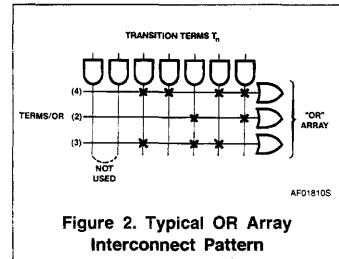 TRANSITION TERMS Tn
(4)
TERMS/OR (2)
(3)
"OR"
ARRAY
NOT
USED
AF01810S
Figure 2. Typical OR Array
Interconnect Pattern